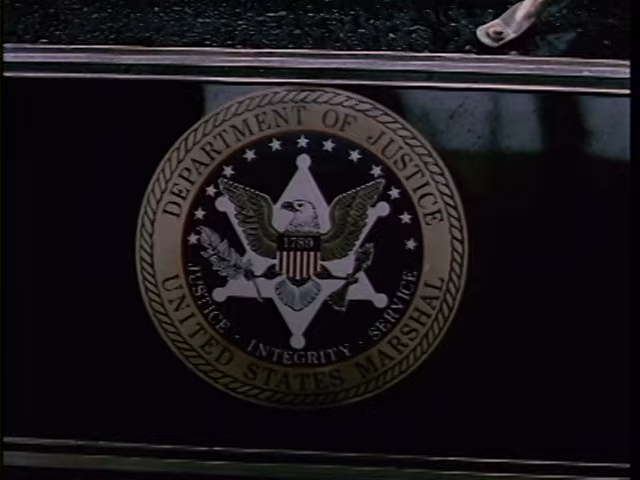 DEPARTMENT OF JUSTICE
1789
JUSTICE · INTEGRITY · SERVICE
UNITED STATES MARSHAL